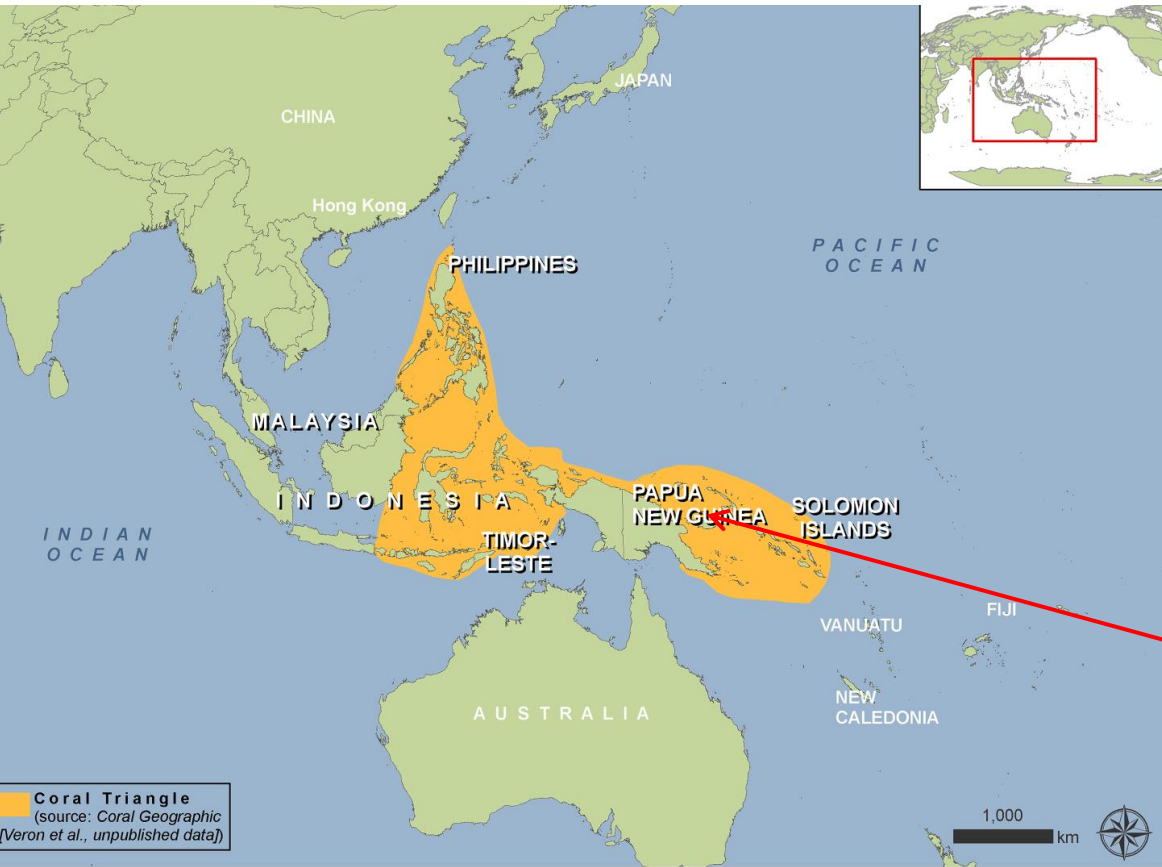 JAPAN
CHINA
Hong Kong
PACIFIC
OCEAN
PHILIPPINES
MALAYSIA
INDONESIA
PAPUA
NEW GUINEA
SOLOMON
ISLANDS
INDIAN
OCEAN
TIMOR-
LESTE
FIJI
VANUATU
NEW
CALEDONIA
AUSTRALIA
Coral Triangle
(source: Coral Geographic
[Veron et al., unpublished data])
1,000
km